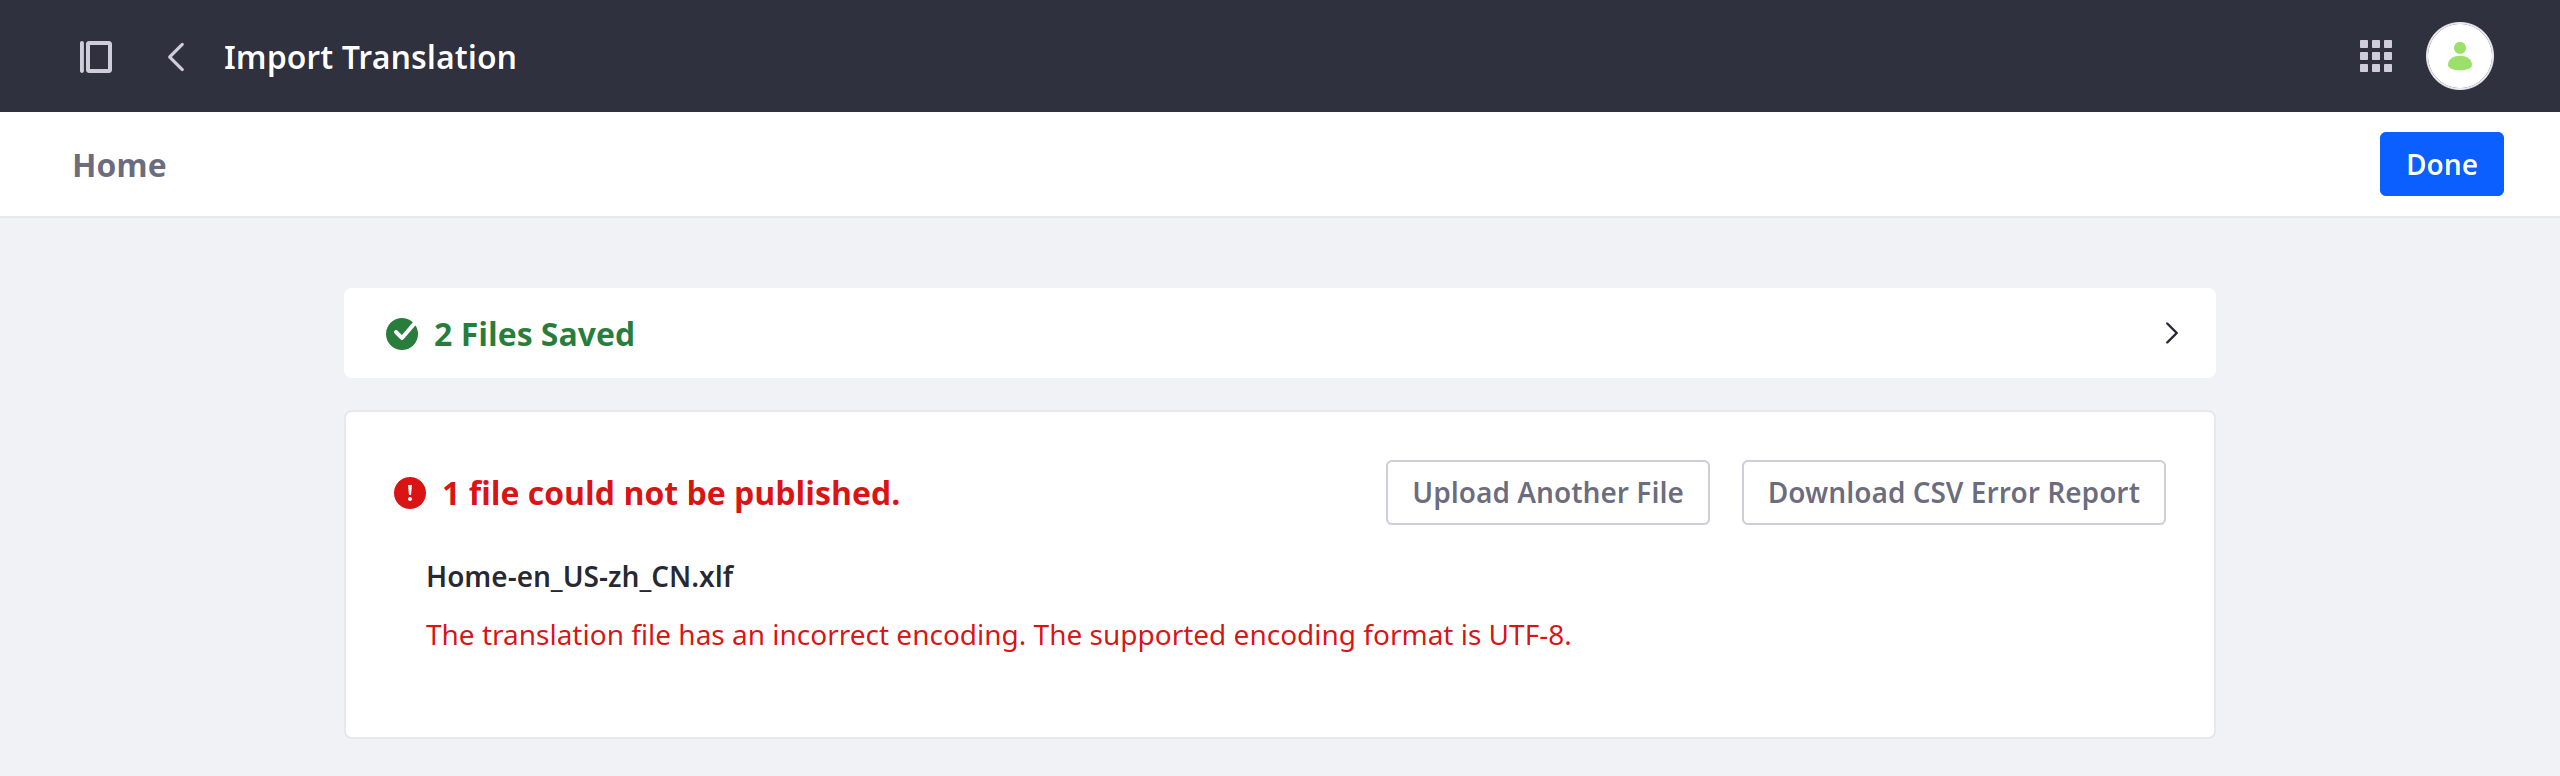 Import Translation
Home
Done
2 Files Saved
1 file could not be published.
Upload Another File
Download CSV Error Report
Home-en_US-zh_CN.xlf
The translation file has an incorrect encoding. The supported encoding format is UTF-8.